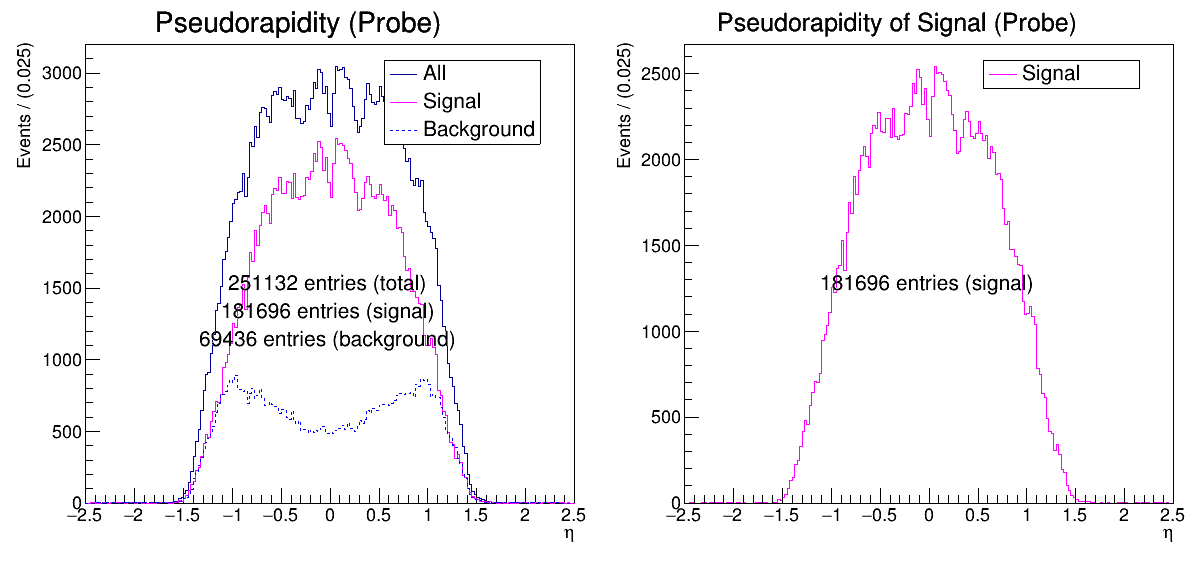 Pseudorapidity (Probe)
Events / (0.025)
3000
2500
2000
1500
1000
500
0
All
Signal
Background
251132 entries (total)
181696 entries (signal)
69436 entries (background)
−2.5 −2 −1.5 −1 −0.5 0 0.5 1 1.5 2 2.5
η
Pseudorapidity of Signal (Probe)
Events / (0.025)
2500
2000
1500
1000
500
0
Signal
181696 entries (signal)
−2.5 −2 −1.5 −1 −0.5 0 0.5 1 1.5 2 2.5
η